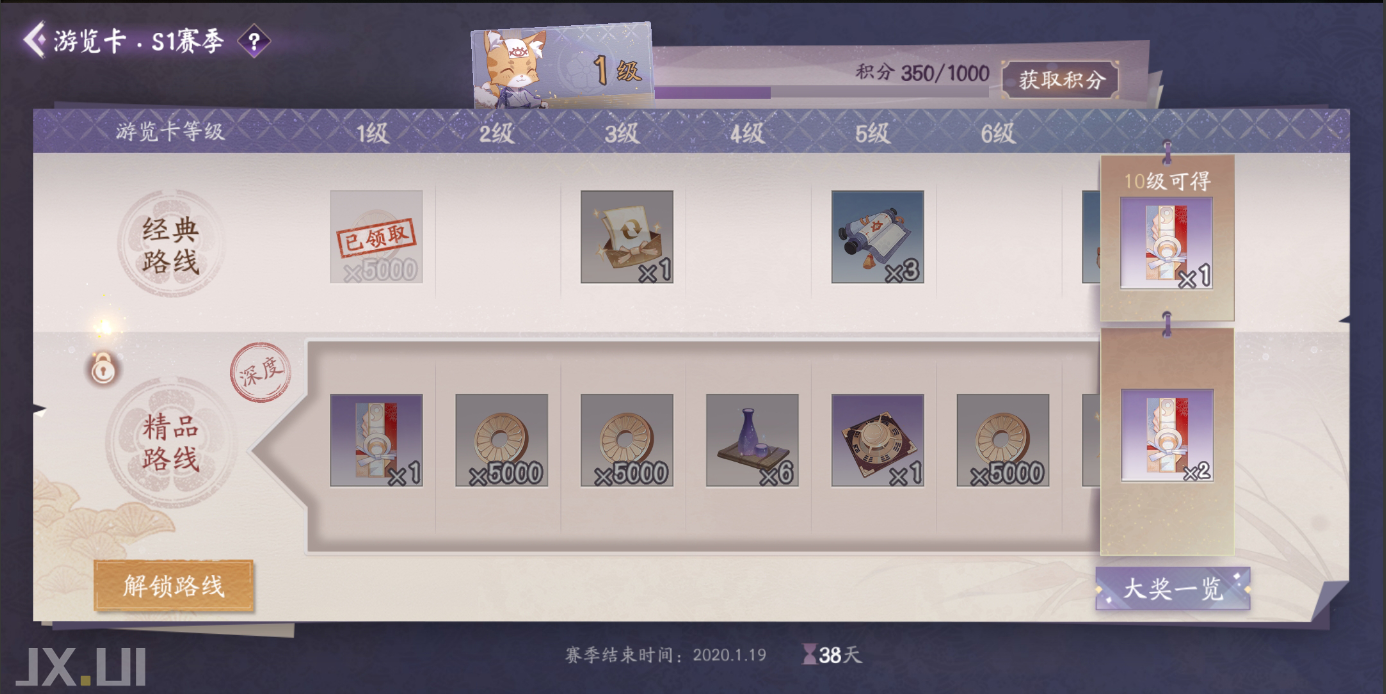 游览卡·S1赛季 ?
1级
积分 350/1000
获取积分
游览卡等级 1级 2级 3级 4级 5级 6级
10级可得
经典
路线
已领取
×5000
×1
×3
×1
深度
精品
路线
×1
×5000
×5000
×6
×1
×5000
×2
解锁路线
大奖一览
赛季结束时间：2020.1.19
38天
JX.UI